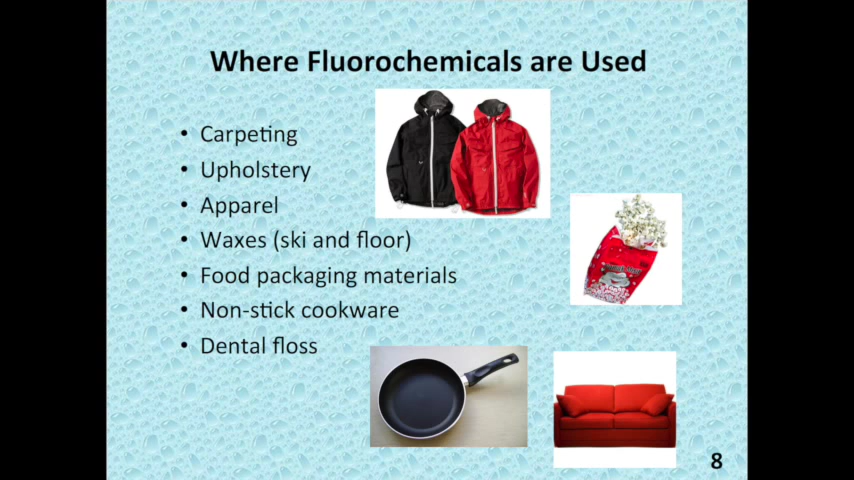 Where Fluorochemicals are Used
• Carpeting
• Upholstery
• Apparel
• Waxes (ski and floor)
• Food packaging materials
• Non-stick cookware
• Dental floss
8